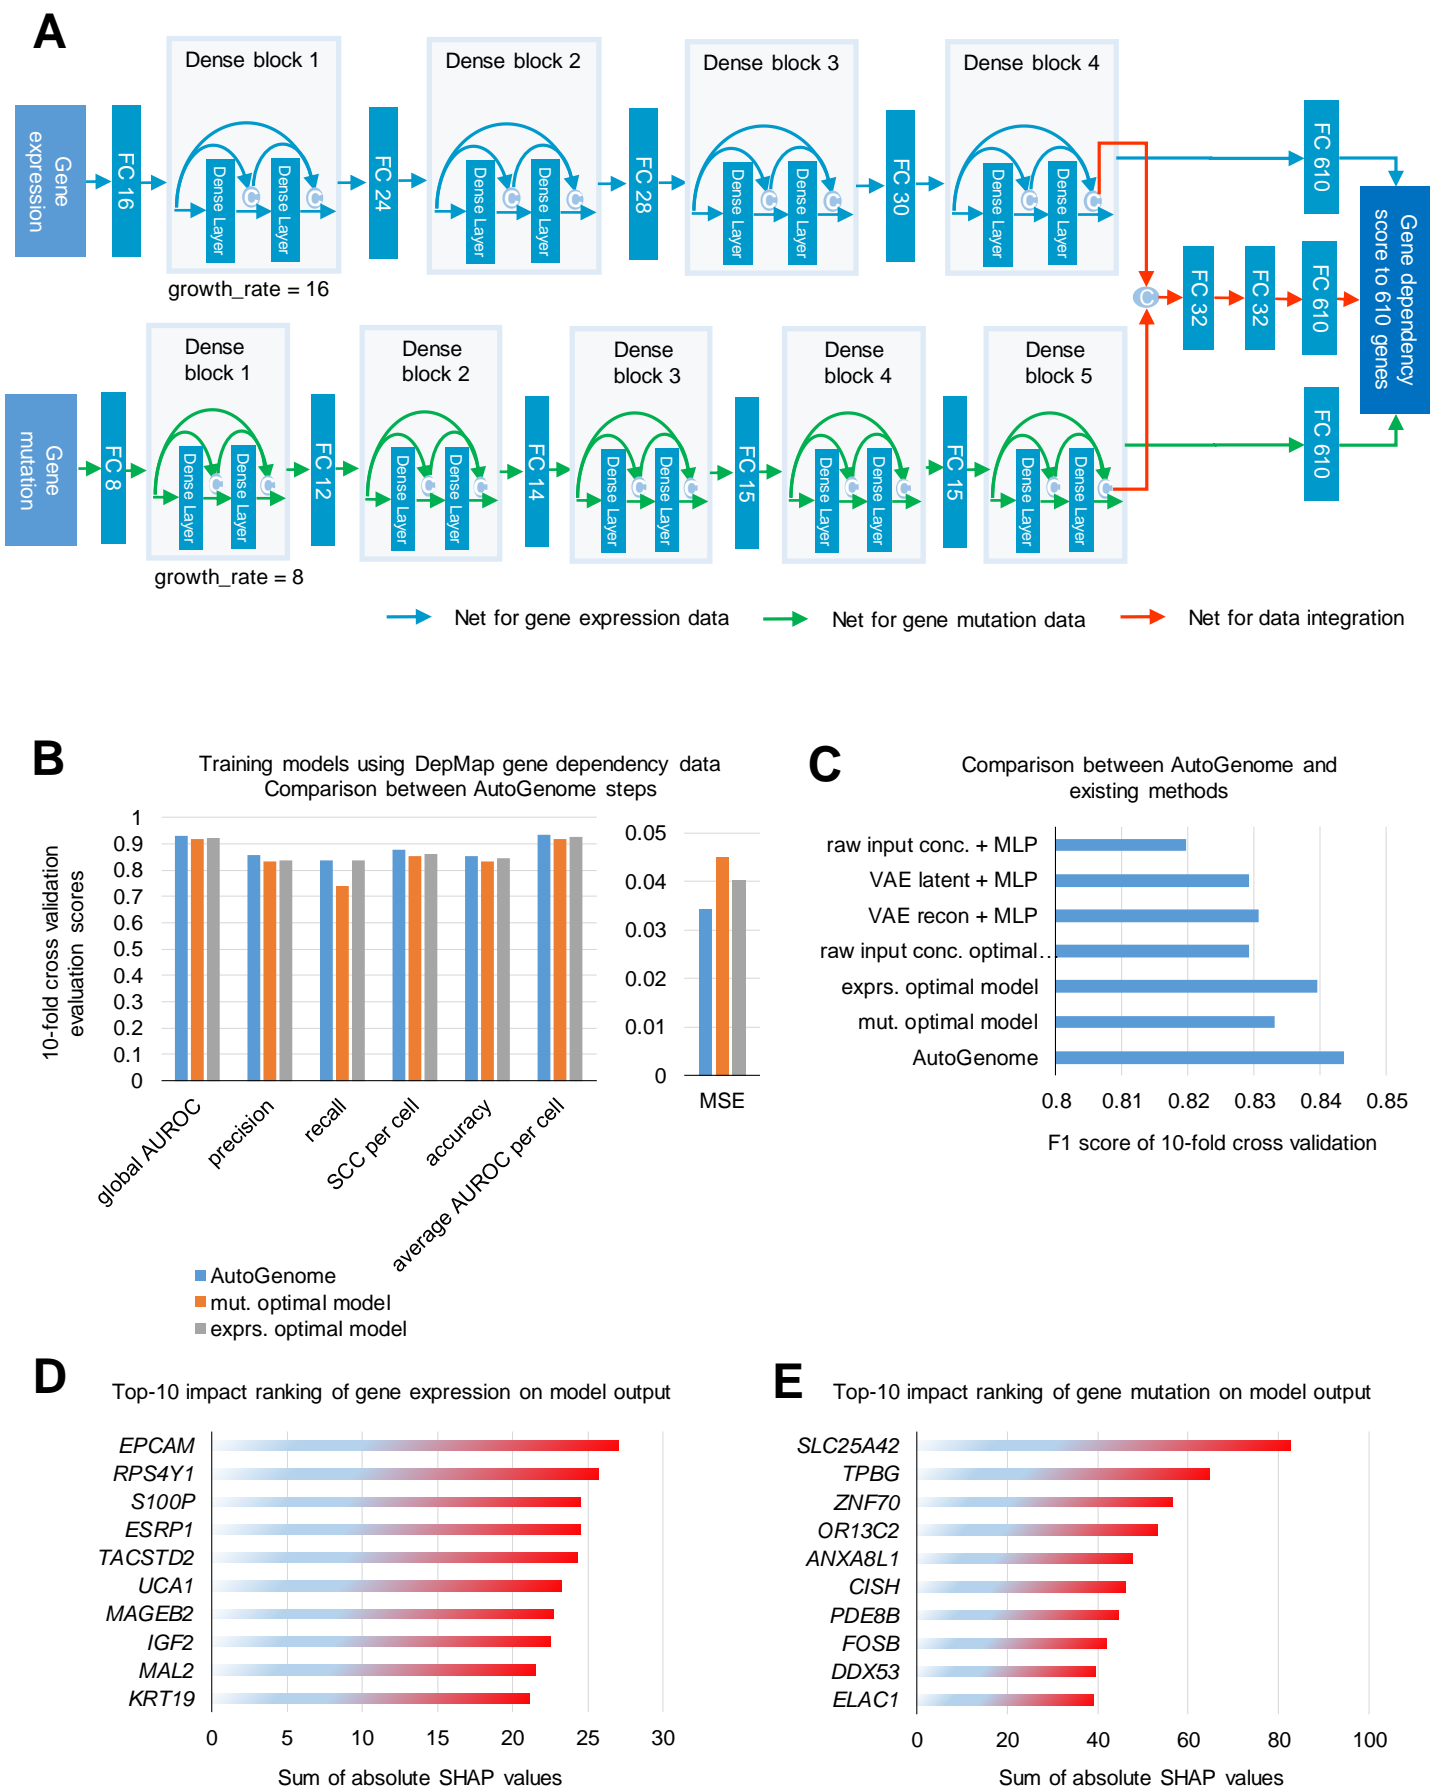 A
Dense block 1
Dense block 2
Dense block 3
Dense block 4
Gene
expression
FC 16
Dense Layer
Dense Layer
C
C
FC 24
Dense Layer
Dense Layer
C
C
FC 28
Dense Layer
Dense Layer
C
C
FC 30
Dense Layer
Dense Layer
C
C
FC 610
growth_rate = 16
C
FC 32
FC 32
FC 610
Gene dependency
score to 610 genes
Dense
block 1
Dense
block 2
Dense
block 3
Dense
block 4
Dense
block 5
Gene
mutation
FC 8
Dense Layer
Dense Layer
C
C
FC 12
Dense Layer
Dense Layer
C
C
FC 14
Dense Layer
Dense Layer
C
C
FC 15
Dense Layer
Dense Layer
C
C
FC 15
Dense Layer
Dense Layer
C
C
FC 610
growth_rate = 8
Net for gene expression data
Net for gene mutation data
Net for data integration
B
Training models using DepMap gene dependency data
Comparison between AutoGenome steps
10-fold cross validation
evaluation scores
1
0.9
0.8
0.7
0.6
0.5
0.4
0.3
0.2
0.1
0
global AUROC
precision
recall
SCC per cell
accuracy
average AUROC per cell
0.05
0.04
0.03
0.02
0.01
0
MSE
AutoGenome
mut. optimal model
exprs. optimal model
C
Comparison between AutoGenome and
existing methods
raw input conc. + MLP
VAE latent + MLP
VAE recon + MLP
raw input conc. optimal…
exprs. optimal model
mut. optimal model
AutoGenome
0.8 0.81 0.82 0.83 0.84 0.85
F1 score of 10-fold cross validation
D
Top-10 impact ranking of gene expression on model output
EPCAM
RPS4Y1
S100P
ESRP1
TACSTD2
UCA1
MAGEB2
IGF2
MAL2
KRT19
0 5 10 15 20 25 30
Sum of absolute SHAP values
E
Top-10 impact ranking of gene mutation on model output
SLC25A42
TPBG
ZNF70
OR13C2
ANXA8L1
CISH
PDE8B
FOSB
DDX53
ELAC1
0 20 40 60 80 100
Sum of absolute SHAP values